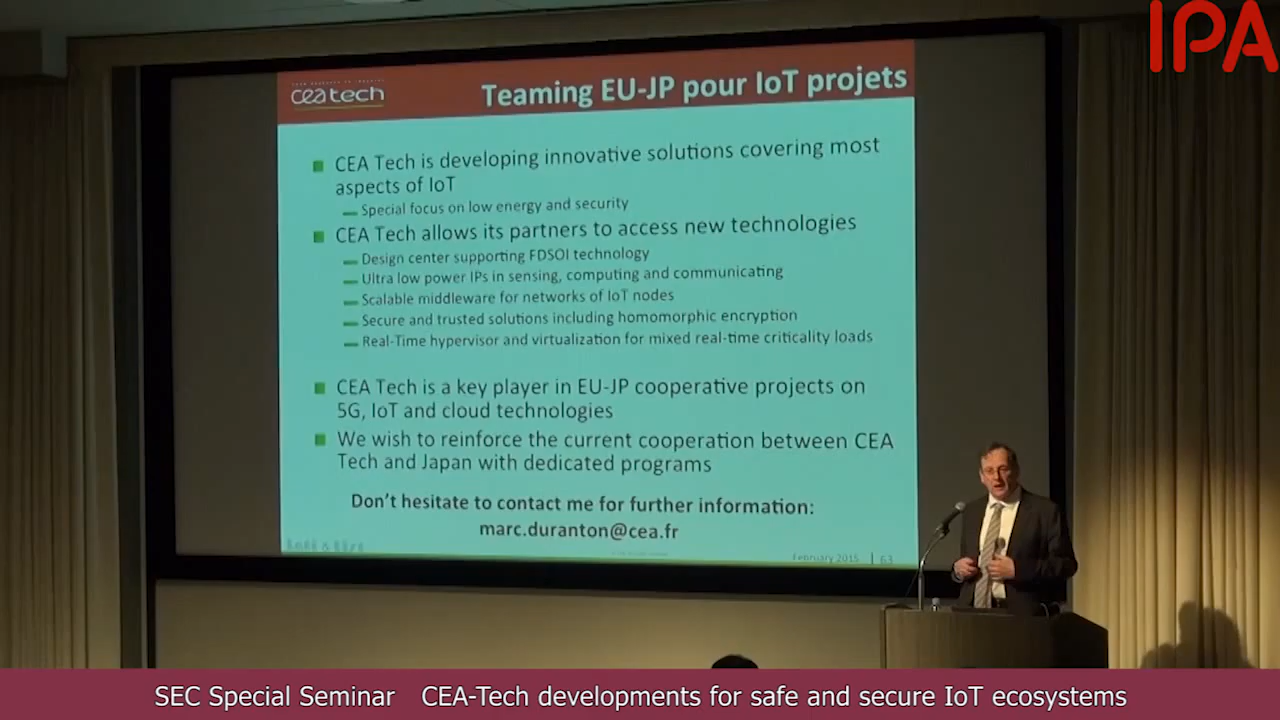 IPA
ceatech
Teaming EU-JP pour IoT projets
CEA Tech is developing innovative solutions covering most
aspects of IoT
Special focus on low energy and security
CEA Tech allows its partners to access new technologies
Design center supporting FDSOI technology
Ultra low power IPs in sensing, computing and communicating
Scalable middleware for networks of IoT nodes
Secure and trusted solutions including homomorphic encryption
Real-Time hypervisor and virtualization for mixed real-time criticality loads
CEA Tech is a key player in EU-JP cooperative projects on
5G, IoT and cloud technologies
We wish to reinforce the current cooperation between CEA
Tech and Japan with dedicated programs
Don't hesitate to contact me for further information:
marc.duranton@cea.fr
February 2015 | 63
SEC Special Seminar CEA-Tech developments for safe and secure IoT ecosystems